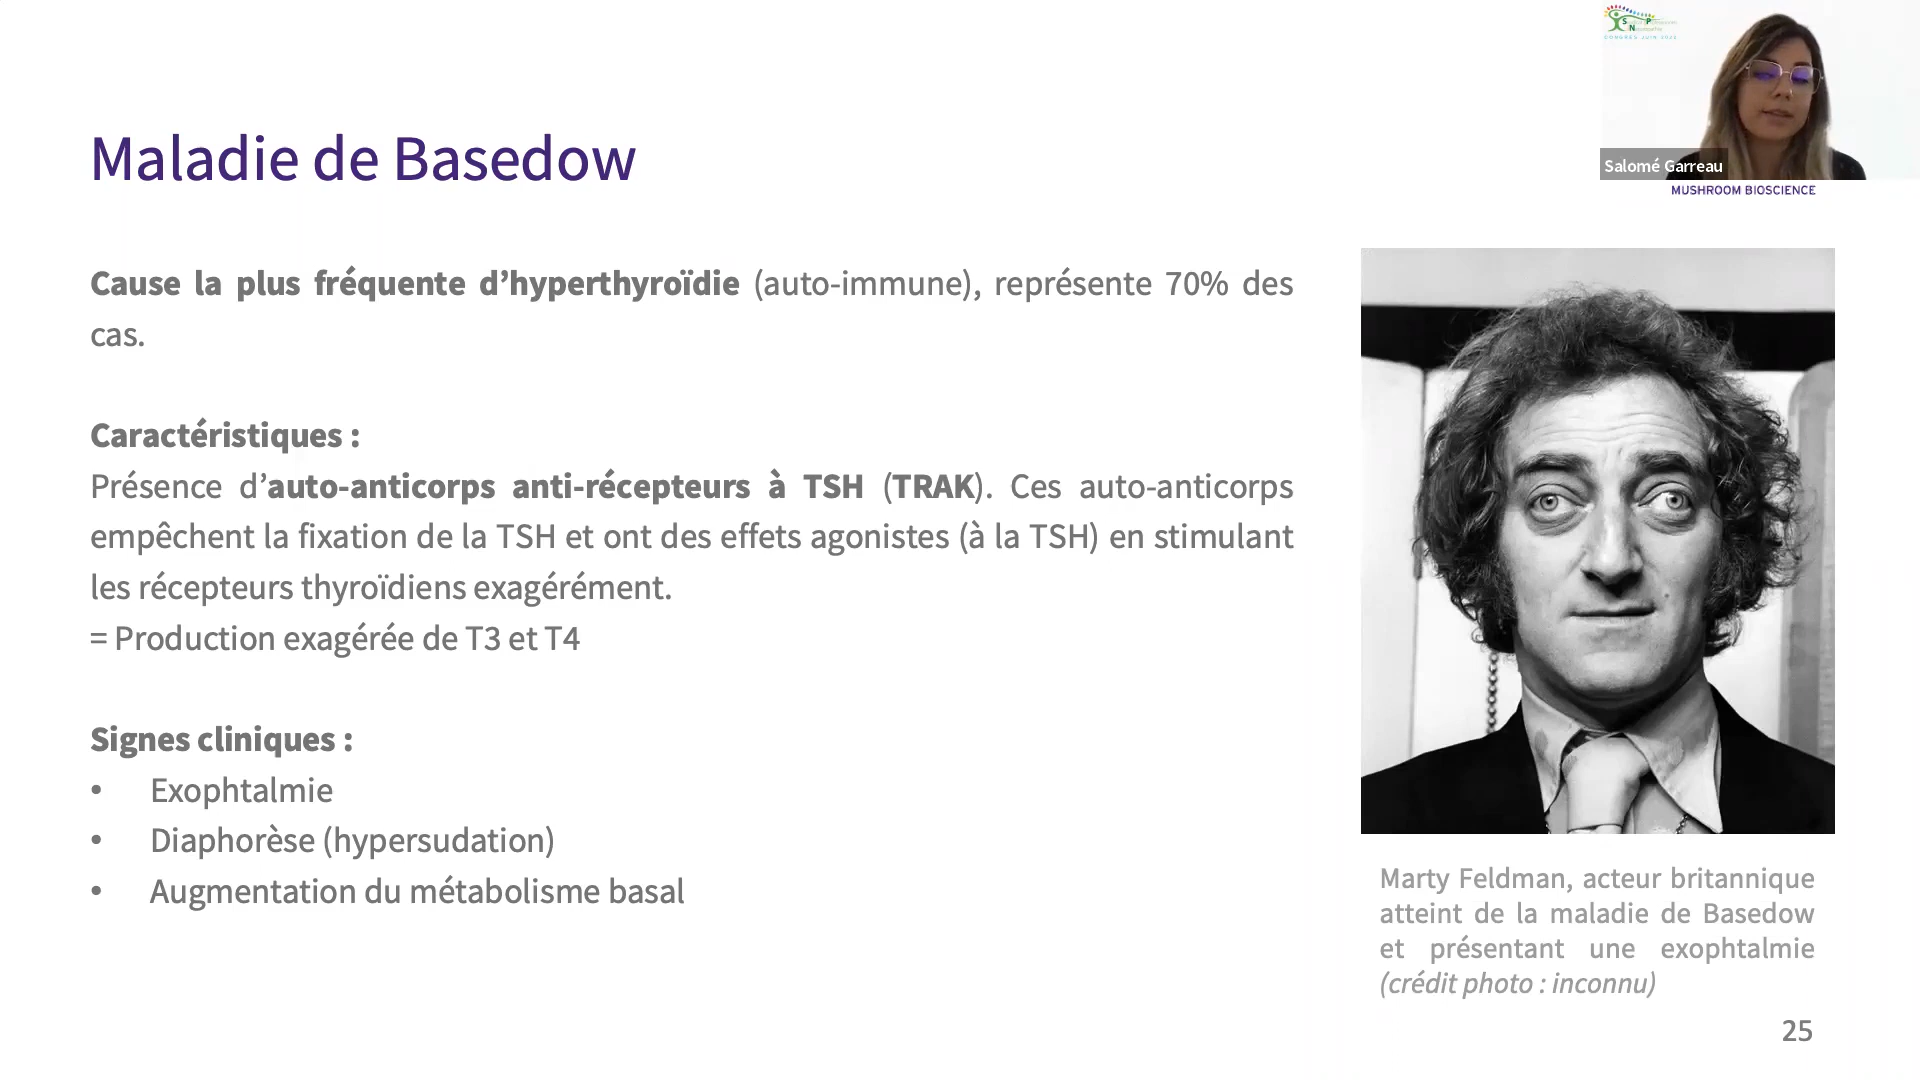 CONGRÈS JUIN 2022
Salomé Garreau
MUSHROOM BIOSCIENCE
Maladie de Basedow
Cause la plus fréquente d’hyperthyroïdie (auto-immune), représente 70% des
cas.
Caractéristiques :
Présence d’auto-anticorps anti-récepteurs à TSH (TRAK). Ces auto-anticorps
empêchent la fixation de la TSH et ont des effets agonistes (à la TSH) en stimulant
les récepteurs thyroïdiens exagérément.
= Production exagérée de T3 et T4
Signes cliniques :
• Exophtalmie
• Diaphorèse (hypersudation)
• Augmentation du métabolisme basal
Marty Feldman, acteur britannique
atteint de la maladie de Basedow
et présentant une exophtalmie
(crédit photo : inconnu)
25